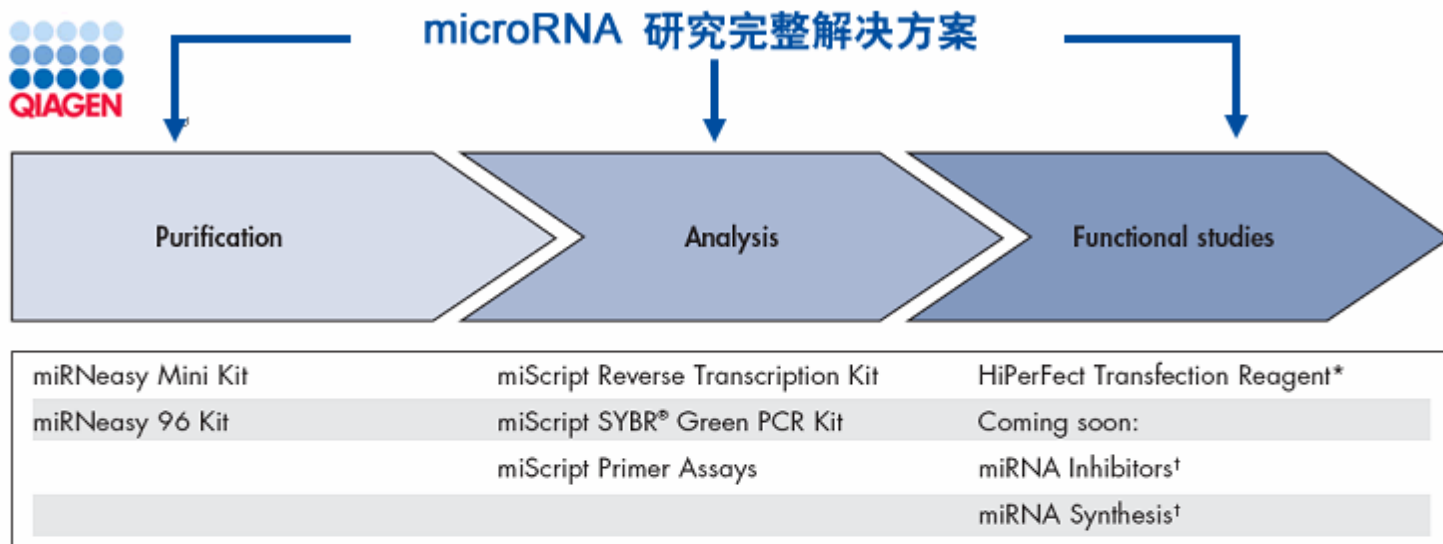 microRNA 研究完整解决方案
QIAGEN
Purification
Analysis
Functional studies
miRNeasy Mini Kit
miScript Reverse Transcription Kit
HiPerFect Transfection Reagent*
miRNeasy 96 Kit
miScript SYBR® Green PCR Kit
Coming soon:
miScript Primer Assays
miRNA Inhibitors†
miRNA Synthesis†